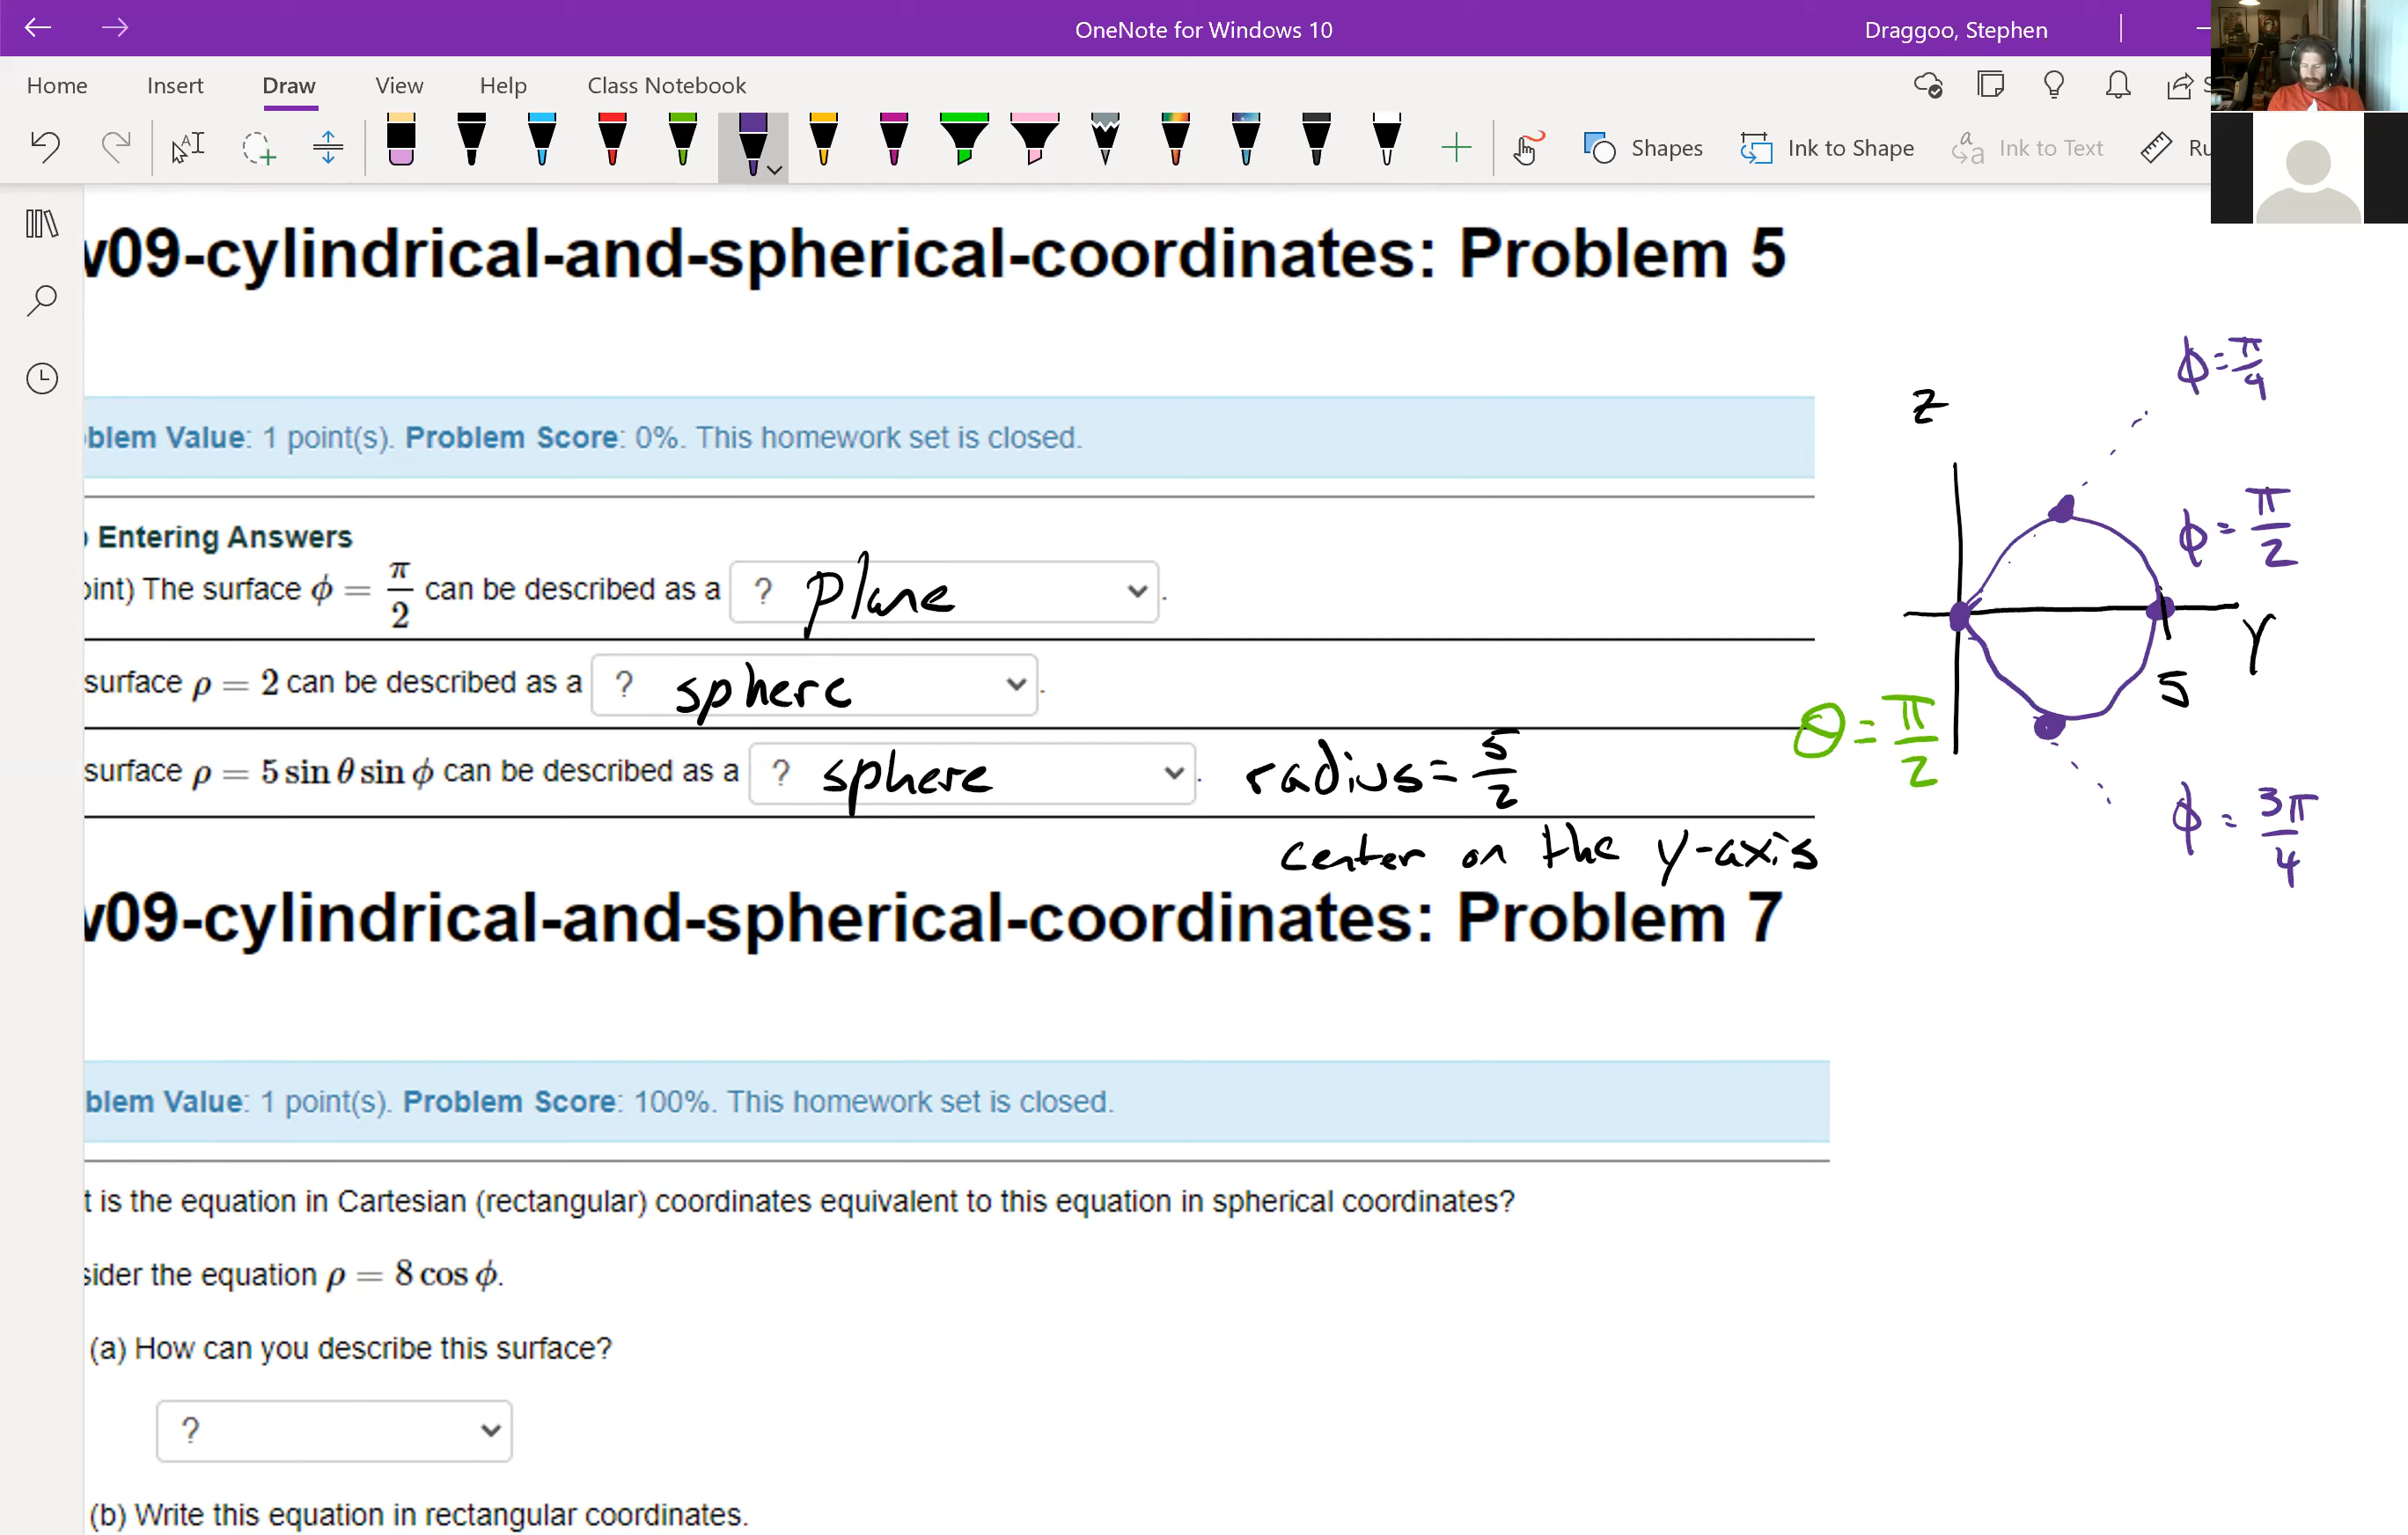 OneNote for Windows 10
Draggoo, Stephen
Home Insert Draw View Help Class Notebook
Shapes Ink to Shape Ink to Text Ru
w09-cylindrical-and-spherical-coordinates: Problem 5
blem Value: 1 point(s). Problem Score: 0%. This homework set is closed.
Entering Answers
oint) The surface ϕ = π/2 can be described as a ? Plane .
surface ρ = 2 can be described as a ? sphere .
surface ρ = 5 sin θ sin ϕ can be described as a ? sphere . radius = 5/2
center on the y-axis
ϕ = π/4
z
ϕ = π/2
Y
5
θ = π/2
ϕ = 3π/4
w09-cylindrical-and-spherical-coordinates: Problem 7
blem Value: 1 point(s). Problem Score: 100%. This homework set is closed.
t is the equation in Cartesian (rectangular) coordinates equivalent to this equation in spherical coordinates?
sider the equation ρ = 8 cos ϕ.
(a) How can you describe this surface?
?
(b) Write this equation in rectangular coordinates.